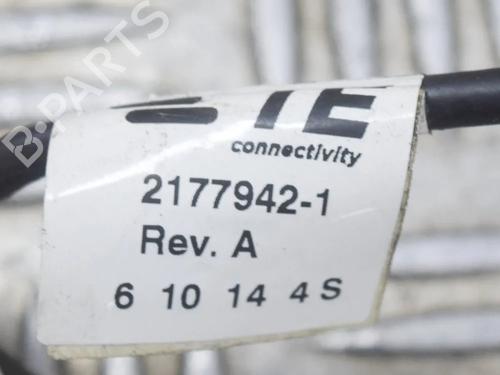 B-PARTS
TE
connectivity
2177942-1
Rev. A
6 10 14 4 S